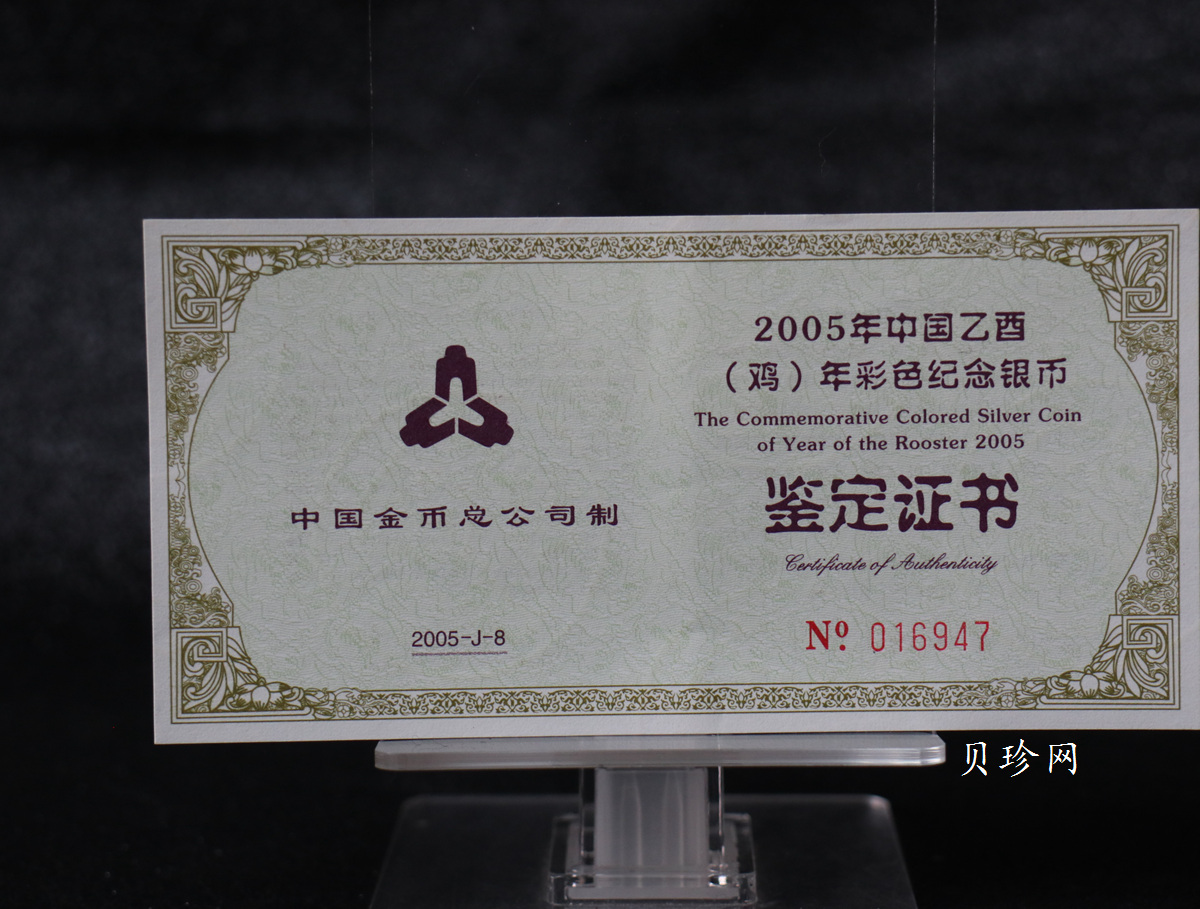 中国金币总公司制
2005-J-8
2005年中国乙酉
（鸡）年彩色纪念银币
The Commemorative Colored Silver Coin
of Year of the Rooster 2005
鉴定证书
Certificate of Authenticity
Nº 016947
贝珍网